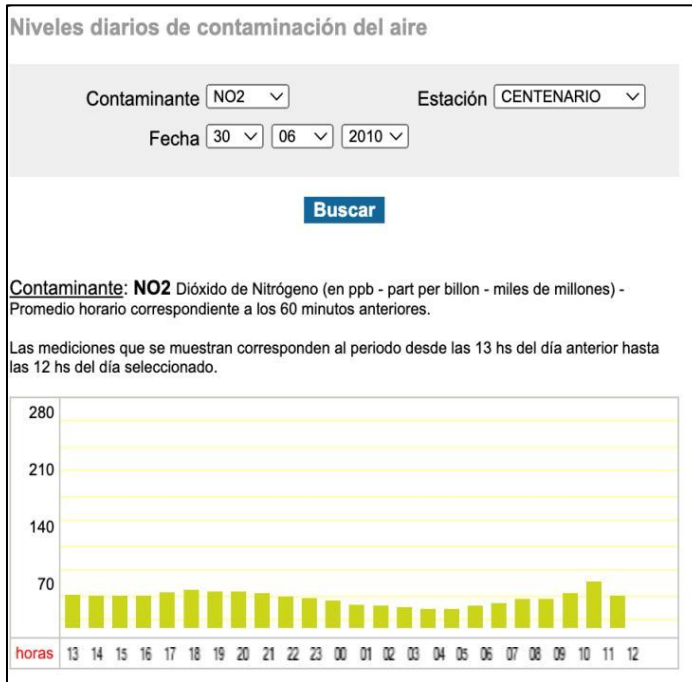 Niveles diarios de contaminación del aire
Contaminante NO2 Estación CENTENARIO
Fecha 30 06 2010
Buscar
Contaminante: NO2 Dióxido de Nitrógeno (en ppb - part per billon - miles de millones) -
Promedio horario correspondiente a los 60 minutos anteriores.
Las mediciones que se muestran corresponden al periodo desde las 13 hs del día anterior hasta
las 12 hs del día seleccionado.
280
210
140
70
horas 13 14 15 16 17 18 19 20 21 22 23 00 01 02 03 04 05 06 07 08 09 10 11 12